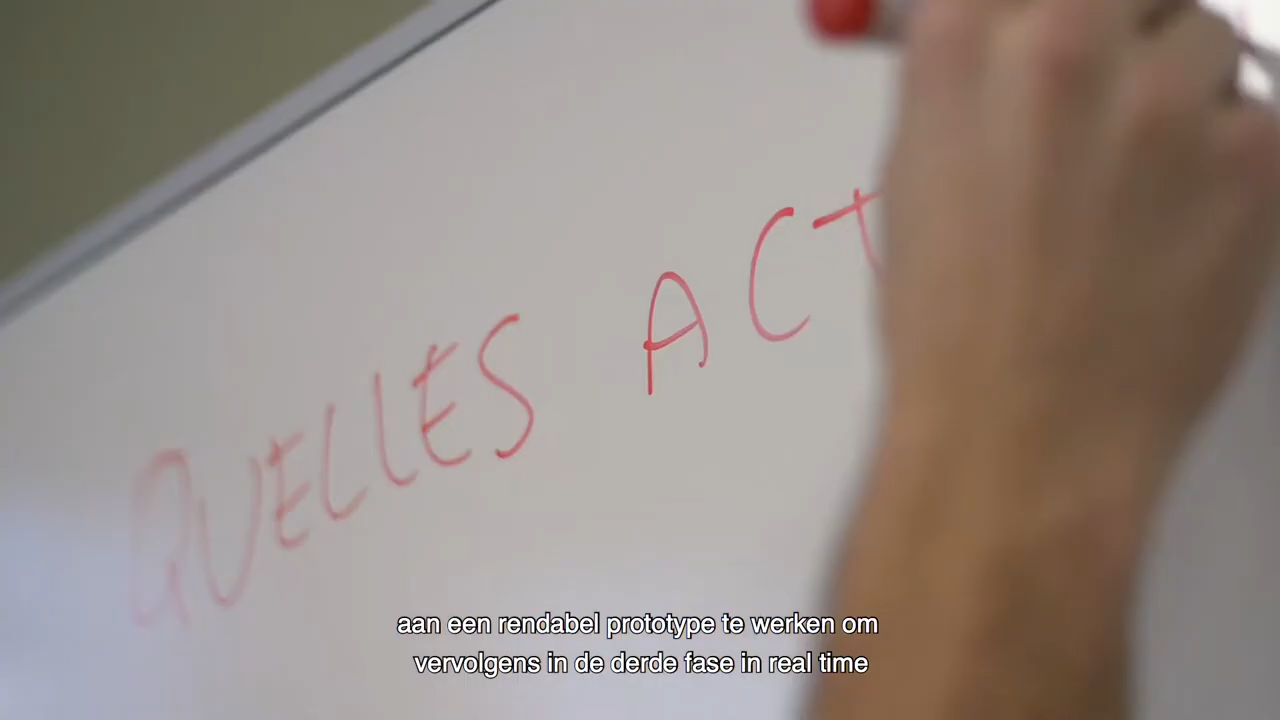 QUELLES ACT
aan een rendabel prototype te werken om
vervolgens in de derde fase in real time